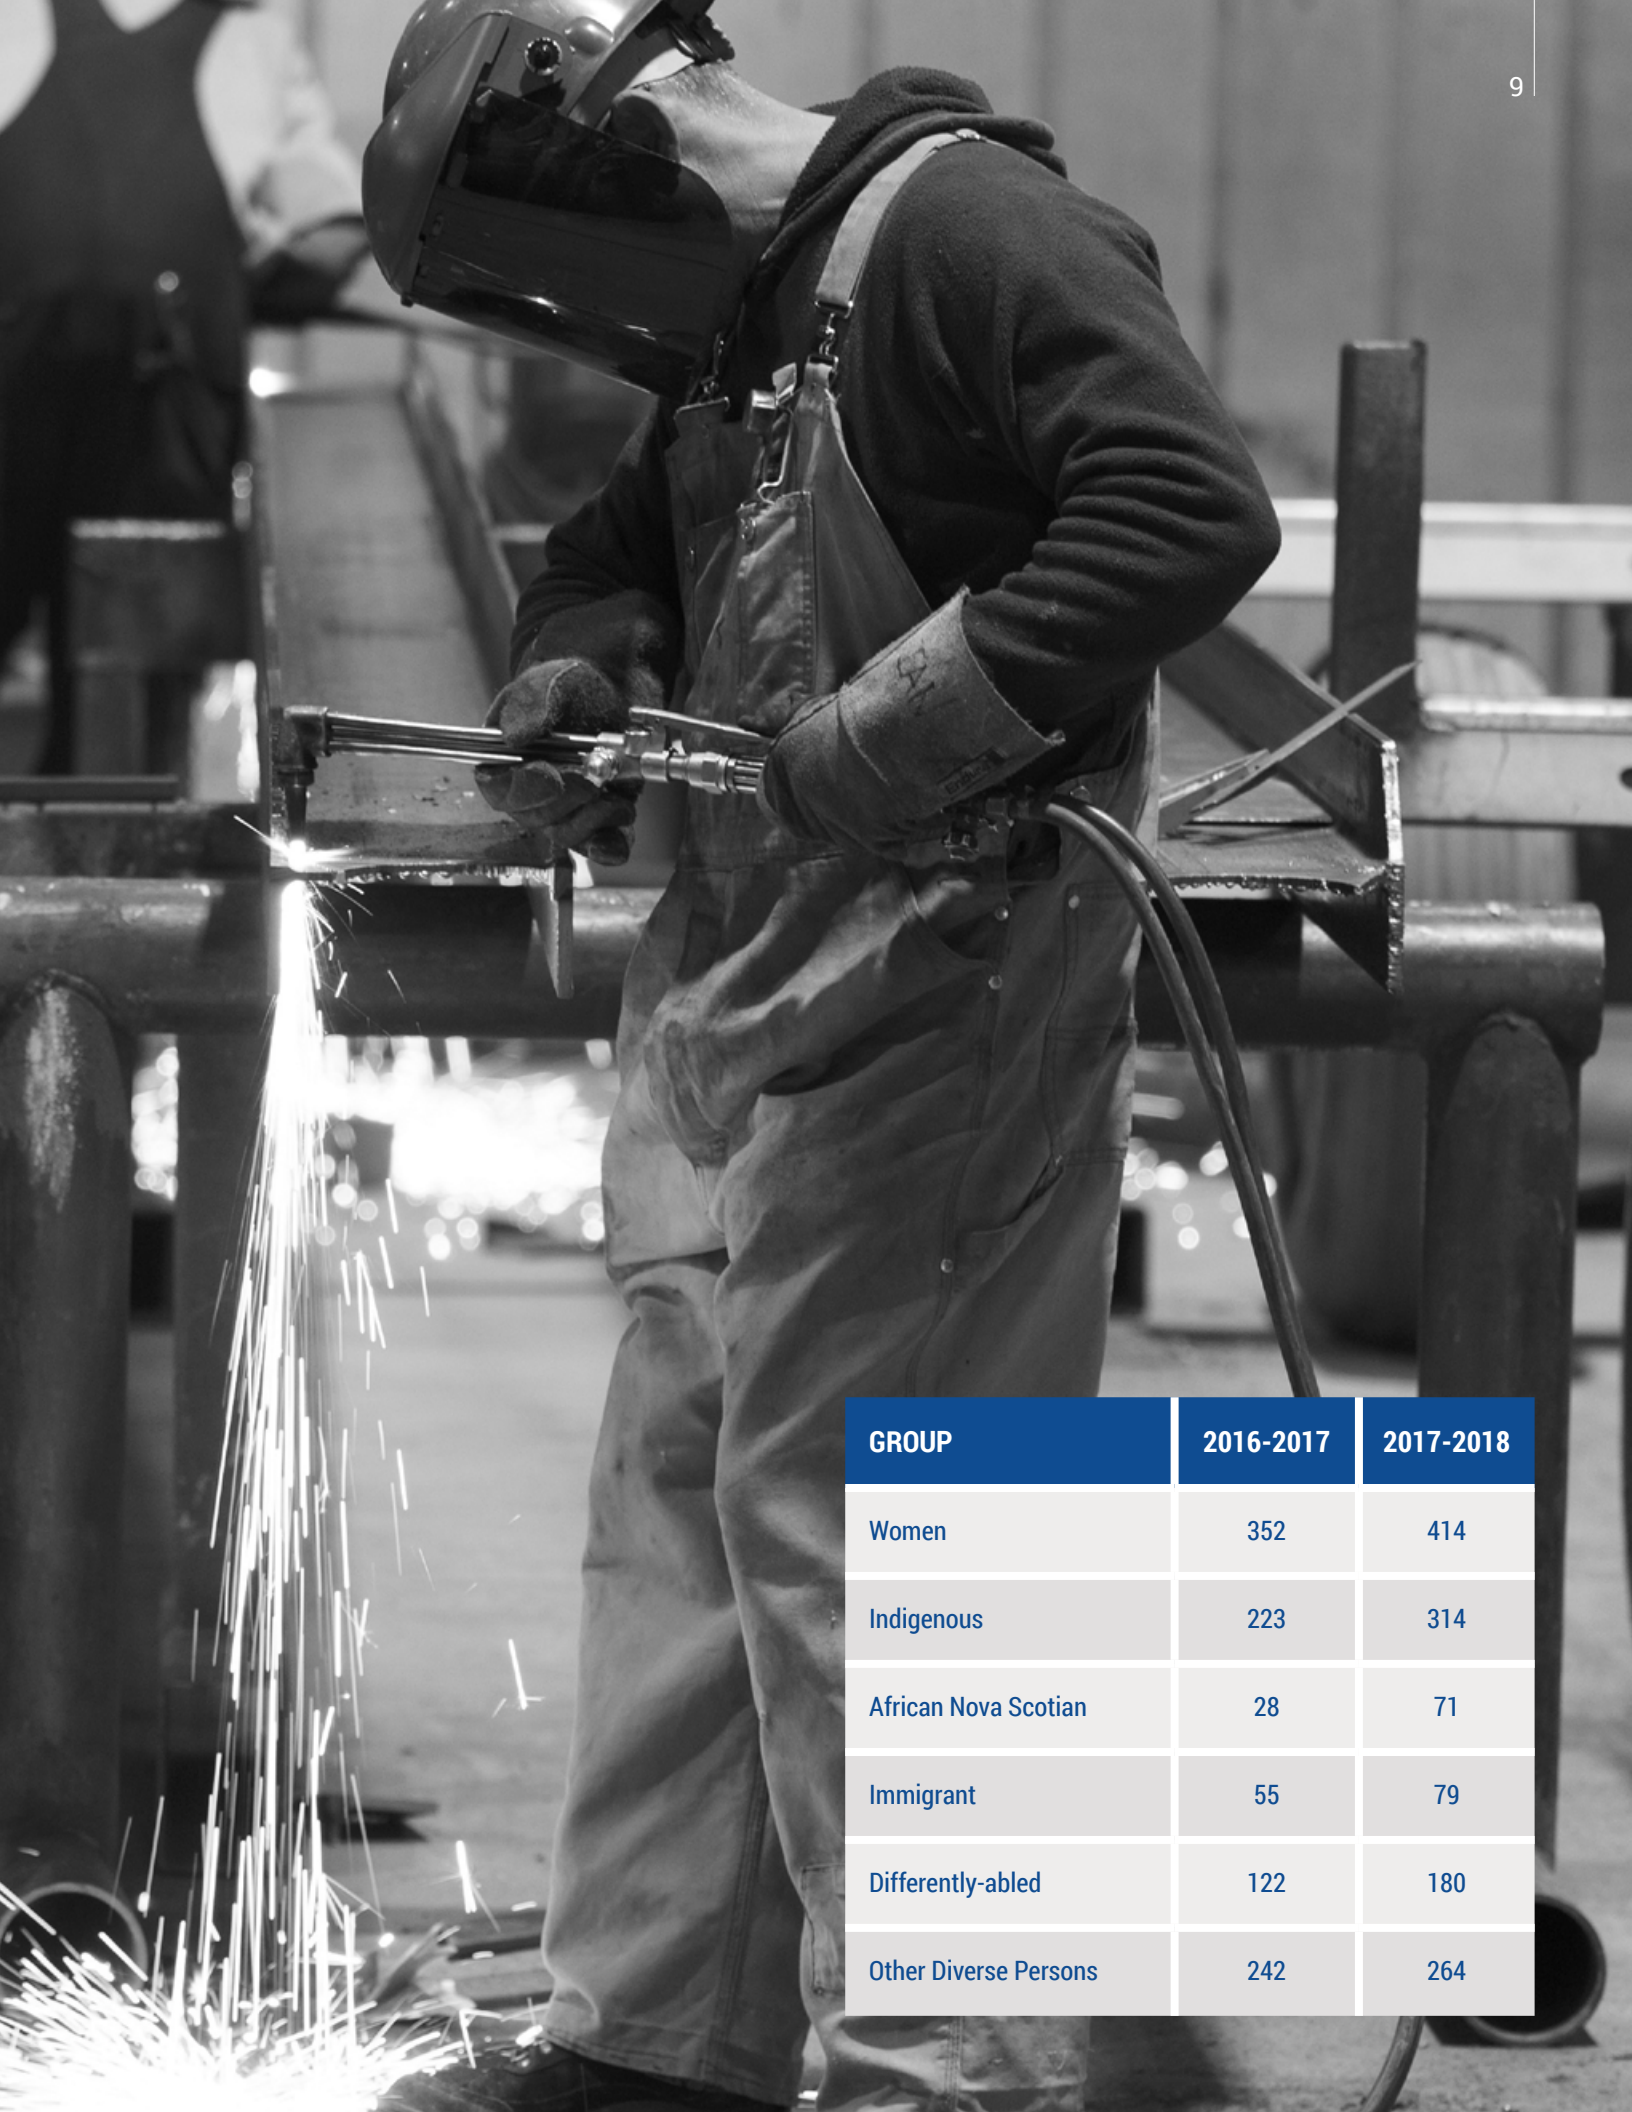 9
GROUP 2016-2017 2017-2018
Women 352 414
Indigenous 223 314
African Nova Scotian 28 71
Immigrant 55 79
Differently-abled 122 180
Other Diverse Persons 242 264